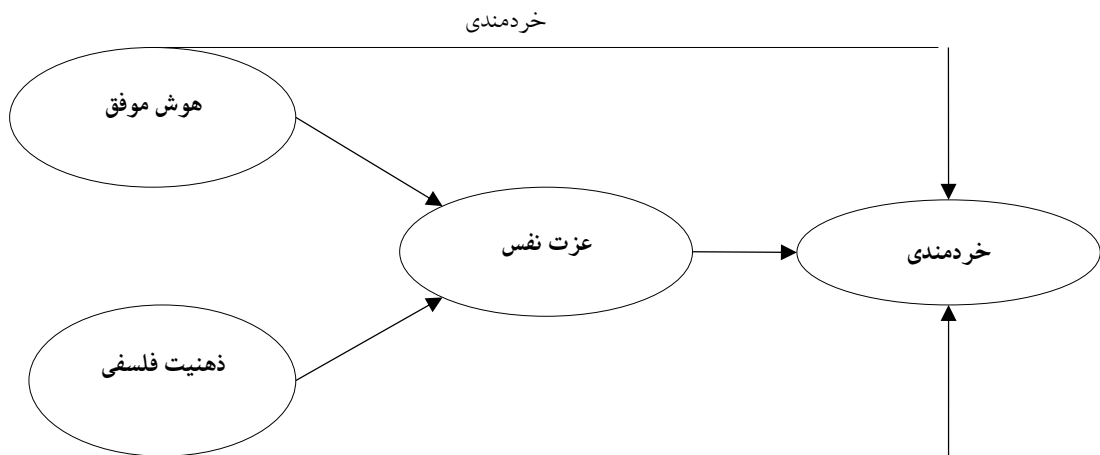 خردمندی
هوش موفق
عزت نفس
خردمندی
ذهنیت فلسفی